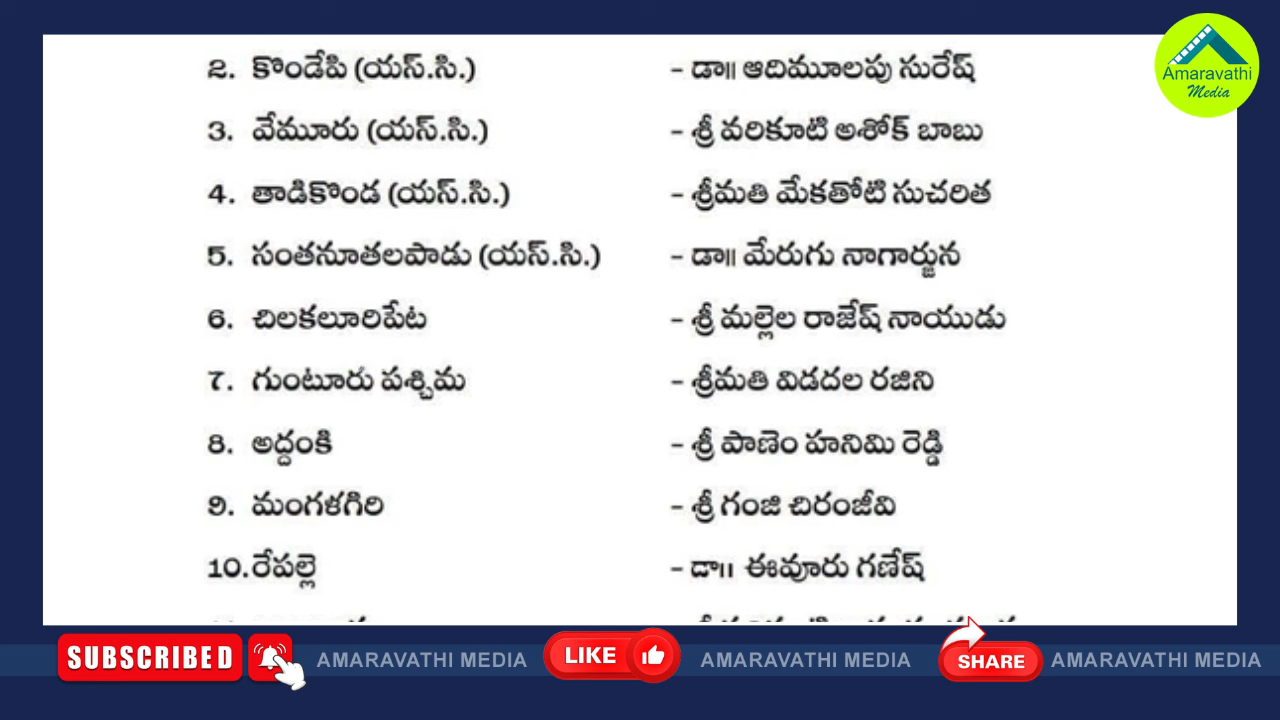 Amaravathi
Media
2. కొండేపి (యస్.సి.) - డా॥ ఆదిమూలపు సురేష్
3. వేమూరు (యస్.సి.) - శ్రీ వరికూటి అశోక్ బాబు
4. తాడికొండ (యస్.సి.) - శ్రీమతి మేకతోటి సుచరిత
5. సంతనూతలపాడు (యస్.సి.) - డా॥ మేరుగు నాగార్జున
6. చిలకలూరిపేట - శ్రీ మల్లెల రాజేష్ నాయుడు
7. గుంటూరు పశ్చిమ - శ్రీమతి విడదల రజిని
8. అద్దంకి - శ్రీ పాణెం హనిమి రెడ్డి
9. మంగళగిరి - శ్రీ గంజి చిరంజీవి
10. రేపల్లె - డా॥ ఈవూరు గణేష్
SUBSCRIBED AMARAVATHI MEDIA LIKE AMARAVATHI MEDIA SHARE AMARAVATHI MEDIA